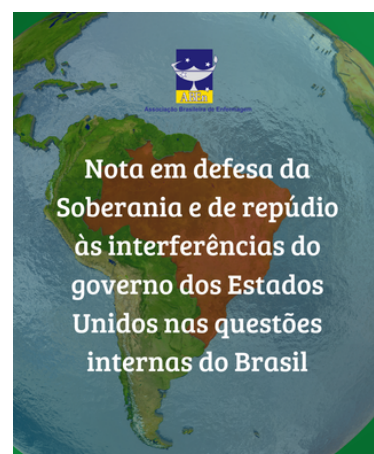 ABEn
Associação Brasileira de Enfermagem
Nota em defesa da
Soberania e de repúdio
às interferências do
governo dos Estados
Unidos nas questões
internas do Brasil